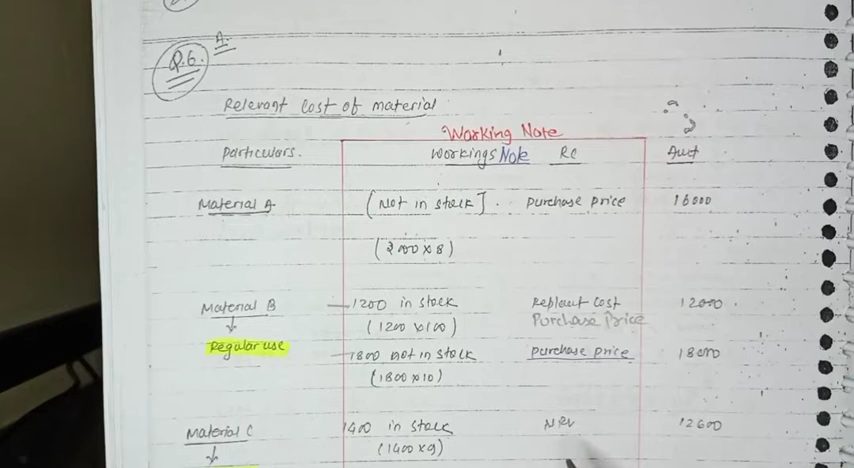 A.
Q.6.
Relevant Cost of material
Working Note
Particulars. Workings Note RC Amt
Material A (Not in stock]. purchase price 16000
(2000 x 8)
Material B 1200 in stock Replaut Cost 12000
(1200 x 100) Purchase Price
Regular use 1800 not in stock purchase price 18000
(1800 x 10)
Material C 1400 in stock NRV 12600
(1400 x 9)